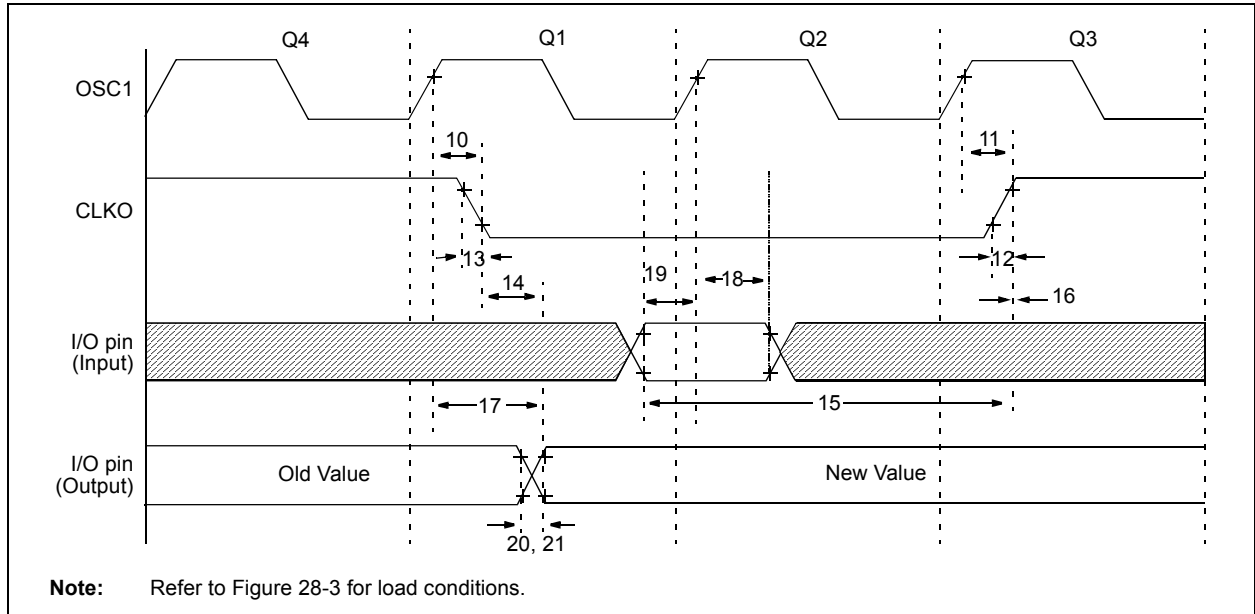 Q4 Q1 Q2 Q3
OSC1
10 11
CLKO
13 12
14 19 18
16
I/O pin
(Input)
17 15
I/O pin
(Output)
Old Value New Value
20, 21
Note: Refer to Figure 28-3 for load conditions.